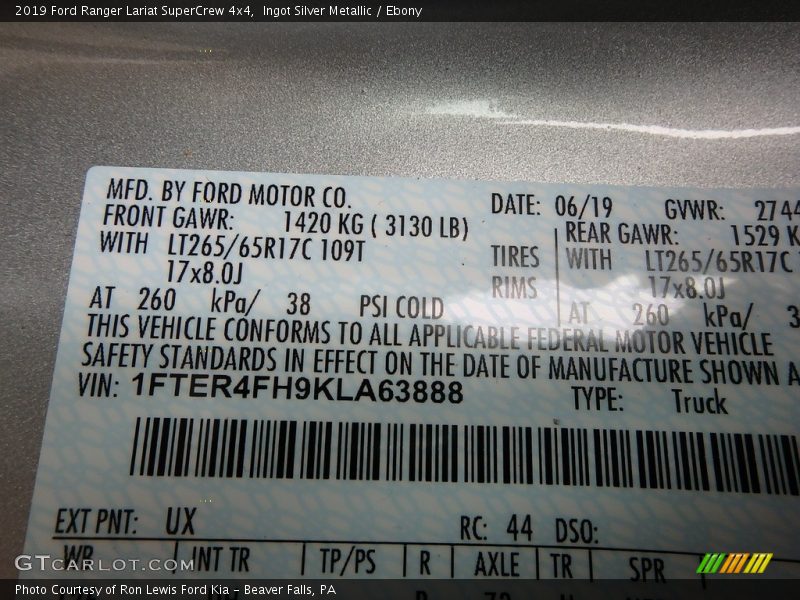 2019 Ford Ranger Lariat SuperCrew 4x4,  Ingot Silver Metallic / Ebony
MFD. BY FORD MOTOR CO.
DATE: 06/19 GVWR: 2744
FRONT GAWR: 1420 KG ( 3130 LB)
REAR GAWR: 1529 K
WITH LT265/65R17C 109T TIRES WITH LT265/65R17C
17x8.0J RIMS 17x8.0J
AT 260 kPa/ 38 PSI COLD AT 260 kPa/ 3
THIS VEHICLE CONFORMS TO ALL APPLICABLE FEDERAL MOTOR VEHICLE
SAFETY STANDARDS IN EFFECT ON THE DATE OF MANUFACTURE SHOWN A
VIN: 1FTER4FH9KLA63888
TYPE: Truck
EXT PNT: UX RC: 44 DSO:
WB INT TR TP/PS R AXLE TR SPR
GTCARLOT.COM
Photo Courtesy of Ron Lewis Ford Kia - Beaver Falls, PA